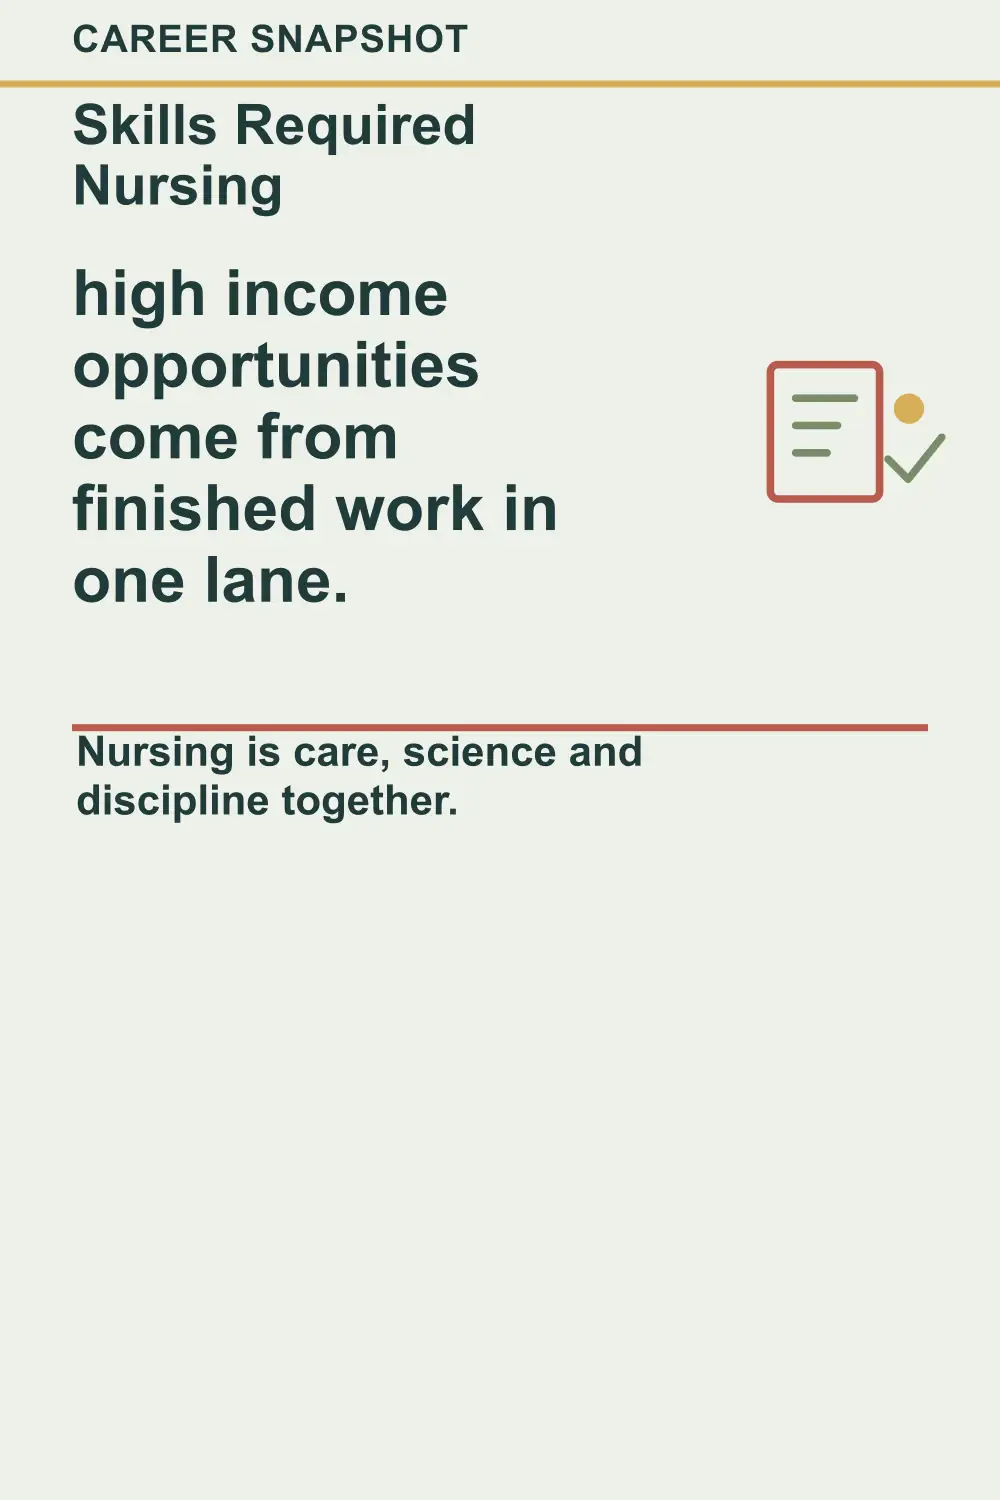 CAREER SNAPSHOT
Skills Required
Nursing
high income
opportunities
come from
finished work in
one lane.
Nursing is care, science and
discipline together.